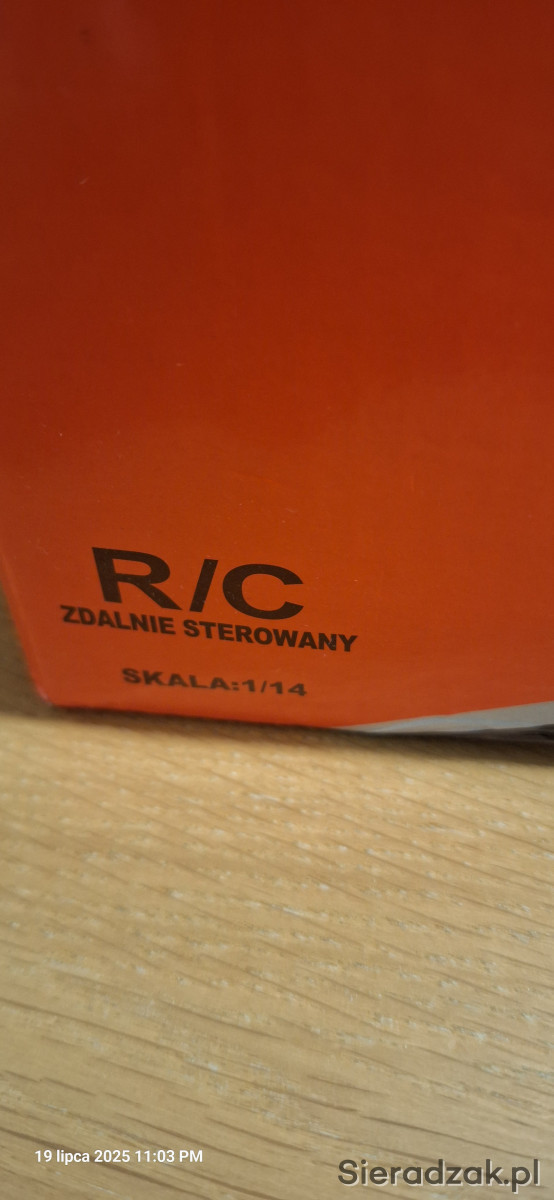 R/C
ZDALNIE STEROWANY
SKALA:1/14
19 lipca 2025 11:03 PM
Sieradzak.pl